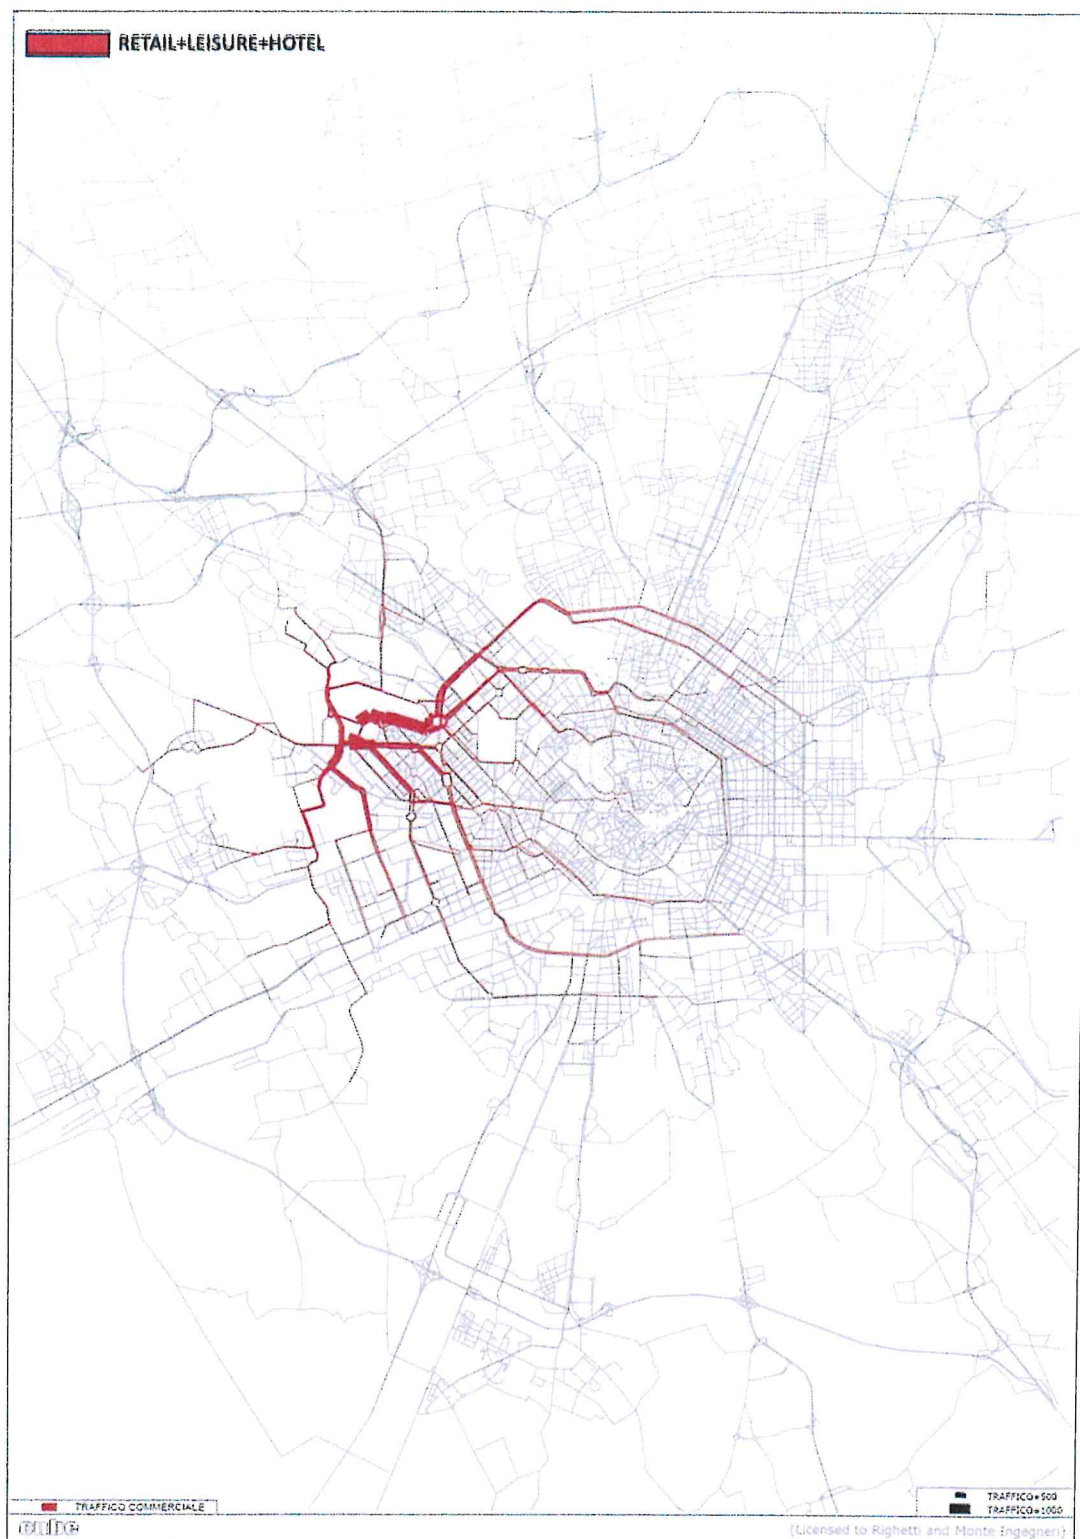 RETAIL+LEISURE+HOTEL
TRAFFICO COMMERCIALE
TRAFFICO=500
TRAFFICO=1000
(Licensed to Righetti and Monte Ingegneri)